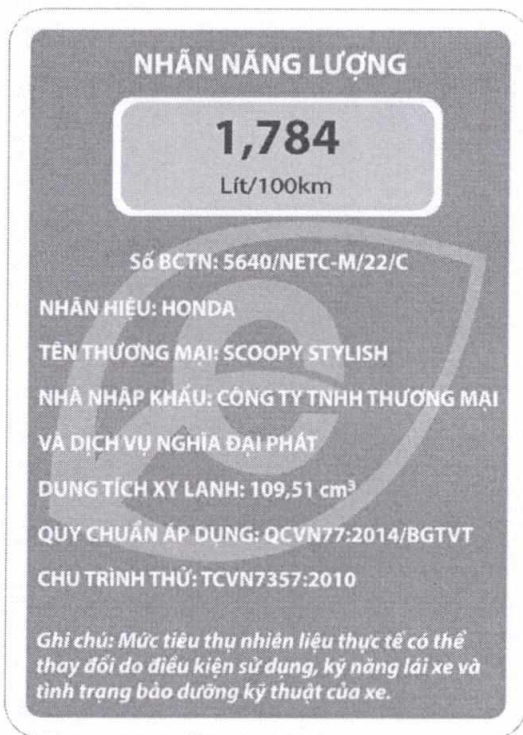 NHÃN NĂNG LƯỢNG
1,784
Lít/100km
Số BCTN: 5640/NETC-M/22/C
NHÃN HIỆU: HONDA
TÊN THƯƠNG MẠI: SCOOPY STYLISH
NHÀ NHẬP KHẨU: CÔNG TY TNHH THƯƠNG MẠI
VÀ DỊCH VỤ NGHĨA ĐẠI PHÁT
DUNG TÍCH XY LANH: 109,51 cm³
QUY CHUẨN ÁP DỤNG: QCVN77:2014/BGTVT
CHU TRÌNH THỬ: TCVN7357:2010
Ghi chú: Mức tiêu thụ nhiên liệu thực tế có thể
thay đổi do điều kiện sử dụng, kỹ năng lái xe và
tình trạng bảo dưỡng kỹ thuật của xe.